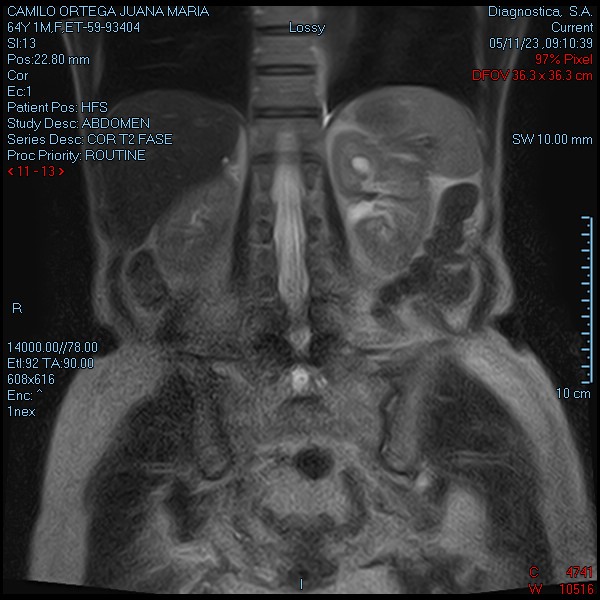 CAMILO ORTEGA JUANA MARIA
64Y 1M,F,ET-59-93404
Sl:13
Pos:22.80 mm
Cor
Ec:1
Patient Pos: HFS
Study Desc: ABDOMEN
Series Desc: COR T2 FASE
Proc Priority: ROUTINE
< 11 - 13 >
Lossy
Diagnostica, S.A.
Current
05/11/23 ,09:10:39
97% Pixel
DFOV 36.3 x 36.3 cm
SW 10.00 mm
R
14000.00//78.00
Etl:92 TA:90.00
608x616
Enc: ^
1nex
10 cm
I
C 4741
W 10516